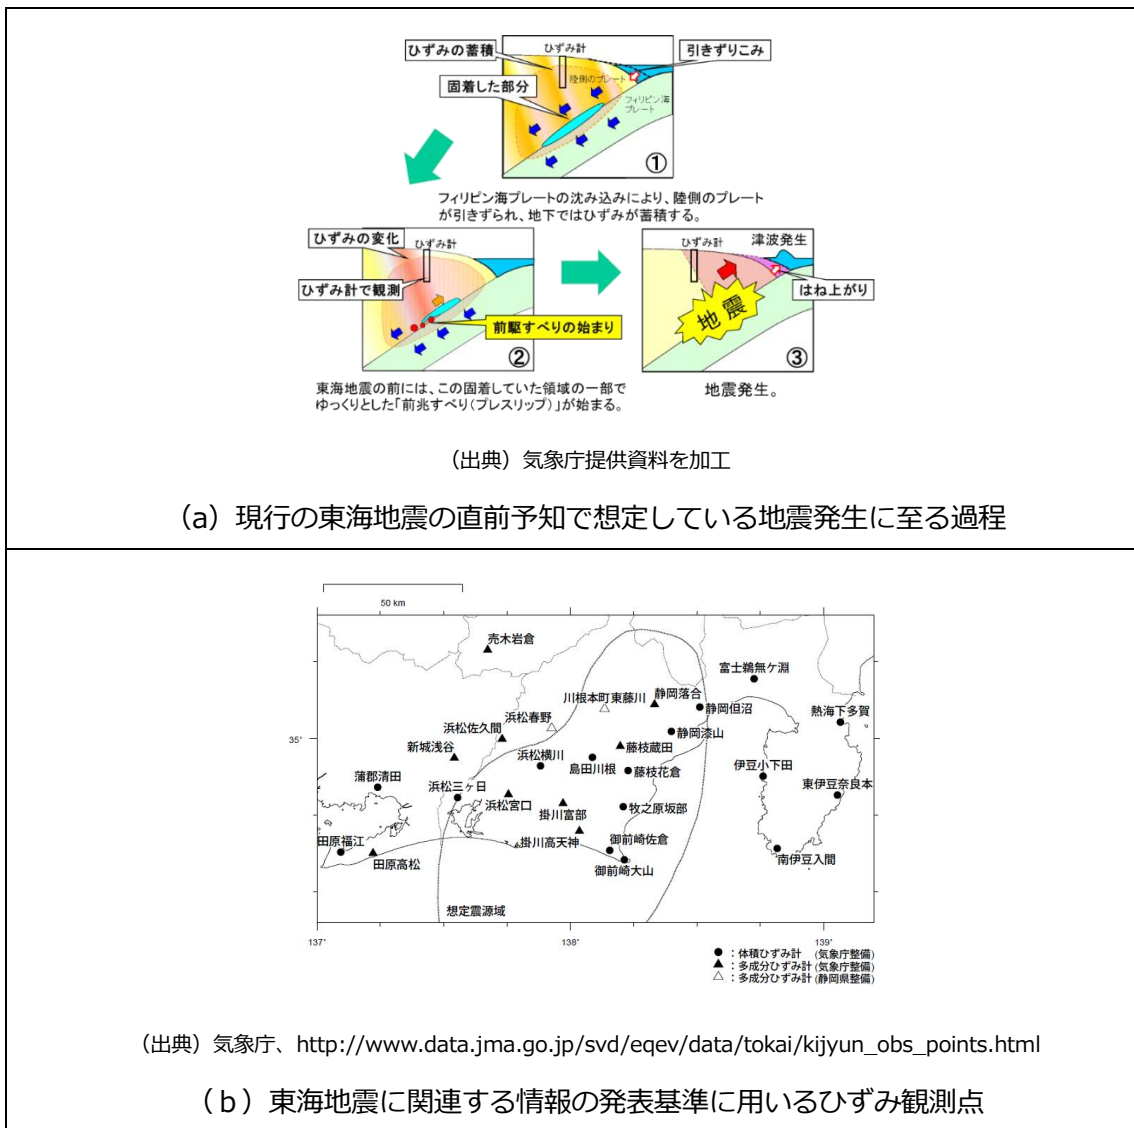 ひずみの蓄積
ひずみ計
引きずりこみ
陸側のプレート
固着した部分
フィリピン海
プレート
①
フィリピン海プレートの沈み込みにより、陸側のプレート
が引きずられ、地下ではひずみが蓄積する。
ひずみの変化
ひずみ計
ひずみ計で観測
前駆すべりの始まり
②
東海地震の前には、この固着していた領域の一部で
ゆっくりとした「前兆すべり(プレスリップ)」が始まる。
ひずみ計
津波発生
はね上がり
地震
③
地震発生。
（出典）気象庁提供資料を加工
（a）現行の東海地震の直前予知で想定している地震発生に至る過程
50 km
売木岩倉
富士鵜無ケ淵
川根本町東藤川
静岡落合
浜松春野
静岡但沼
熱海下多賀
浜松佐久間
35˚
静岡漆山
新城浅谷
浜松横川
藤枝蔵田
島田川根
藤枝花倉
伊豆小下田
蒲郡清田
浜松三ヶ日
東伊豆奈良本
浜松宮口
掛川富部
牧之原坂部
田原福江
掛川高天神
御前崎佐倉
田原高松
御前崎大山
南伊豆入間
想定震源域
137˚
138˚
139˚
●：体積ひずみ計 (気象庁整備)
▲：多成分ひずみ計 (気象庁整備)
△：多成分ひずみ計 (静岡県整備)
（出典）気象庁、http://www.data.jma.go.jp/svd/eqev/data/tokai/kijyun_obs_points.html
（ｂ）東海地震に関連する情報の発表基準に用いるひずみ観測点